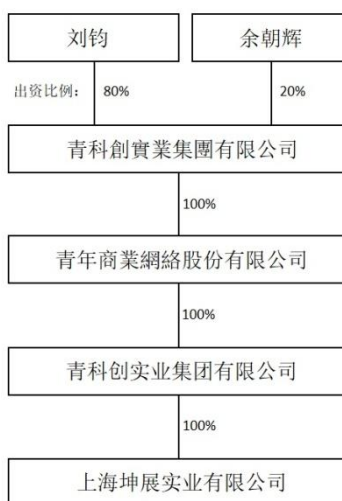 刘钧 余朝辉
出资比例： 80% 20%
青科創實業集團有限公司
100%
青年商業網絡股份有限公司
100%
青科创实业集团有限公司
100%
上海坤展实业有限公司